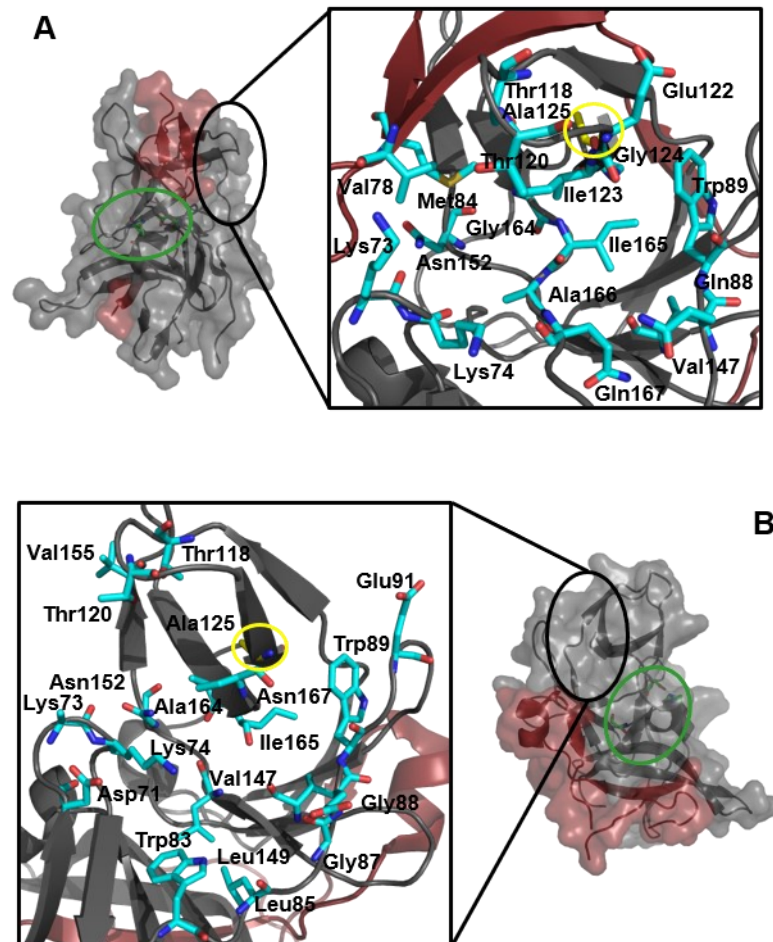 A
Thr118
Glu122
Ala125
Thr120
Gly124
Val78
Met84
Ile123
Trp89
Lys73
Gly164
Asn152
Ile165
Gln88
Ala166
Lys74
Val147
Gln167
B
Val155
Thr118
Glu91
Thr120
Ala125
Trp89
Asn152
Asn167
Lys73
Ala164
Ile165
Lys74
Val147
Asp71
Gly88
Trp83
Leu149
Gly87
Leu85